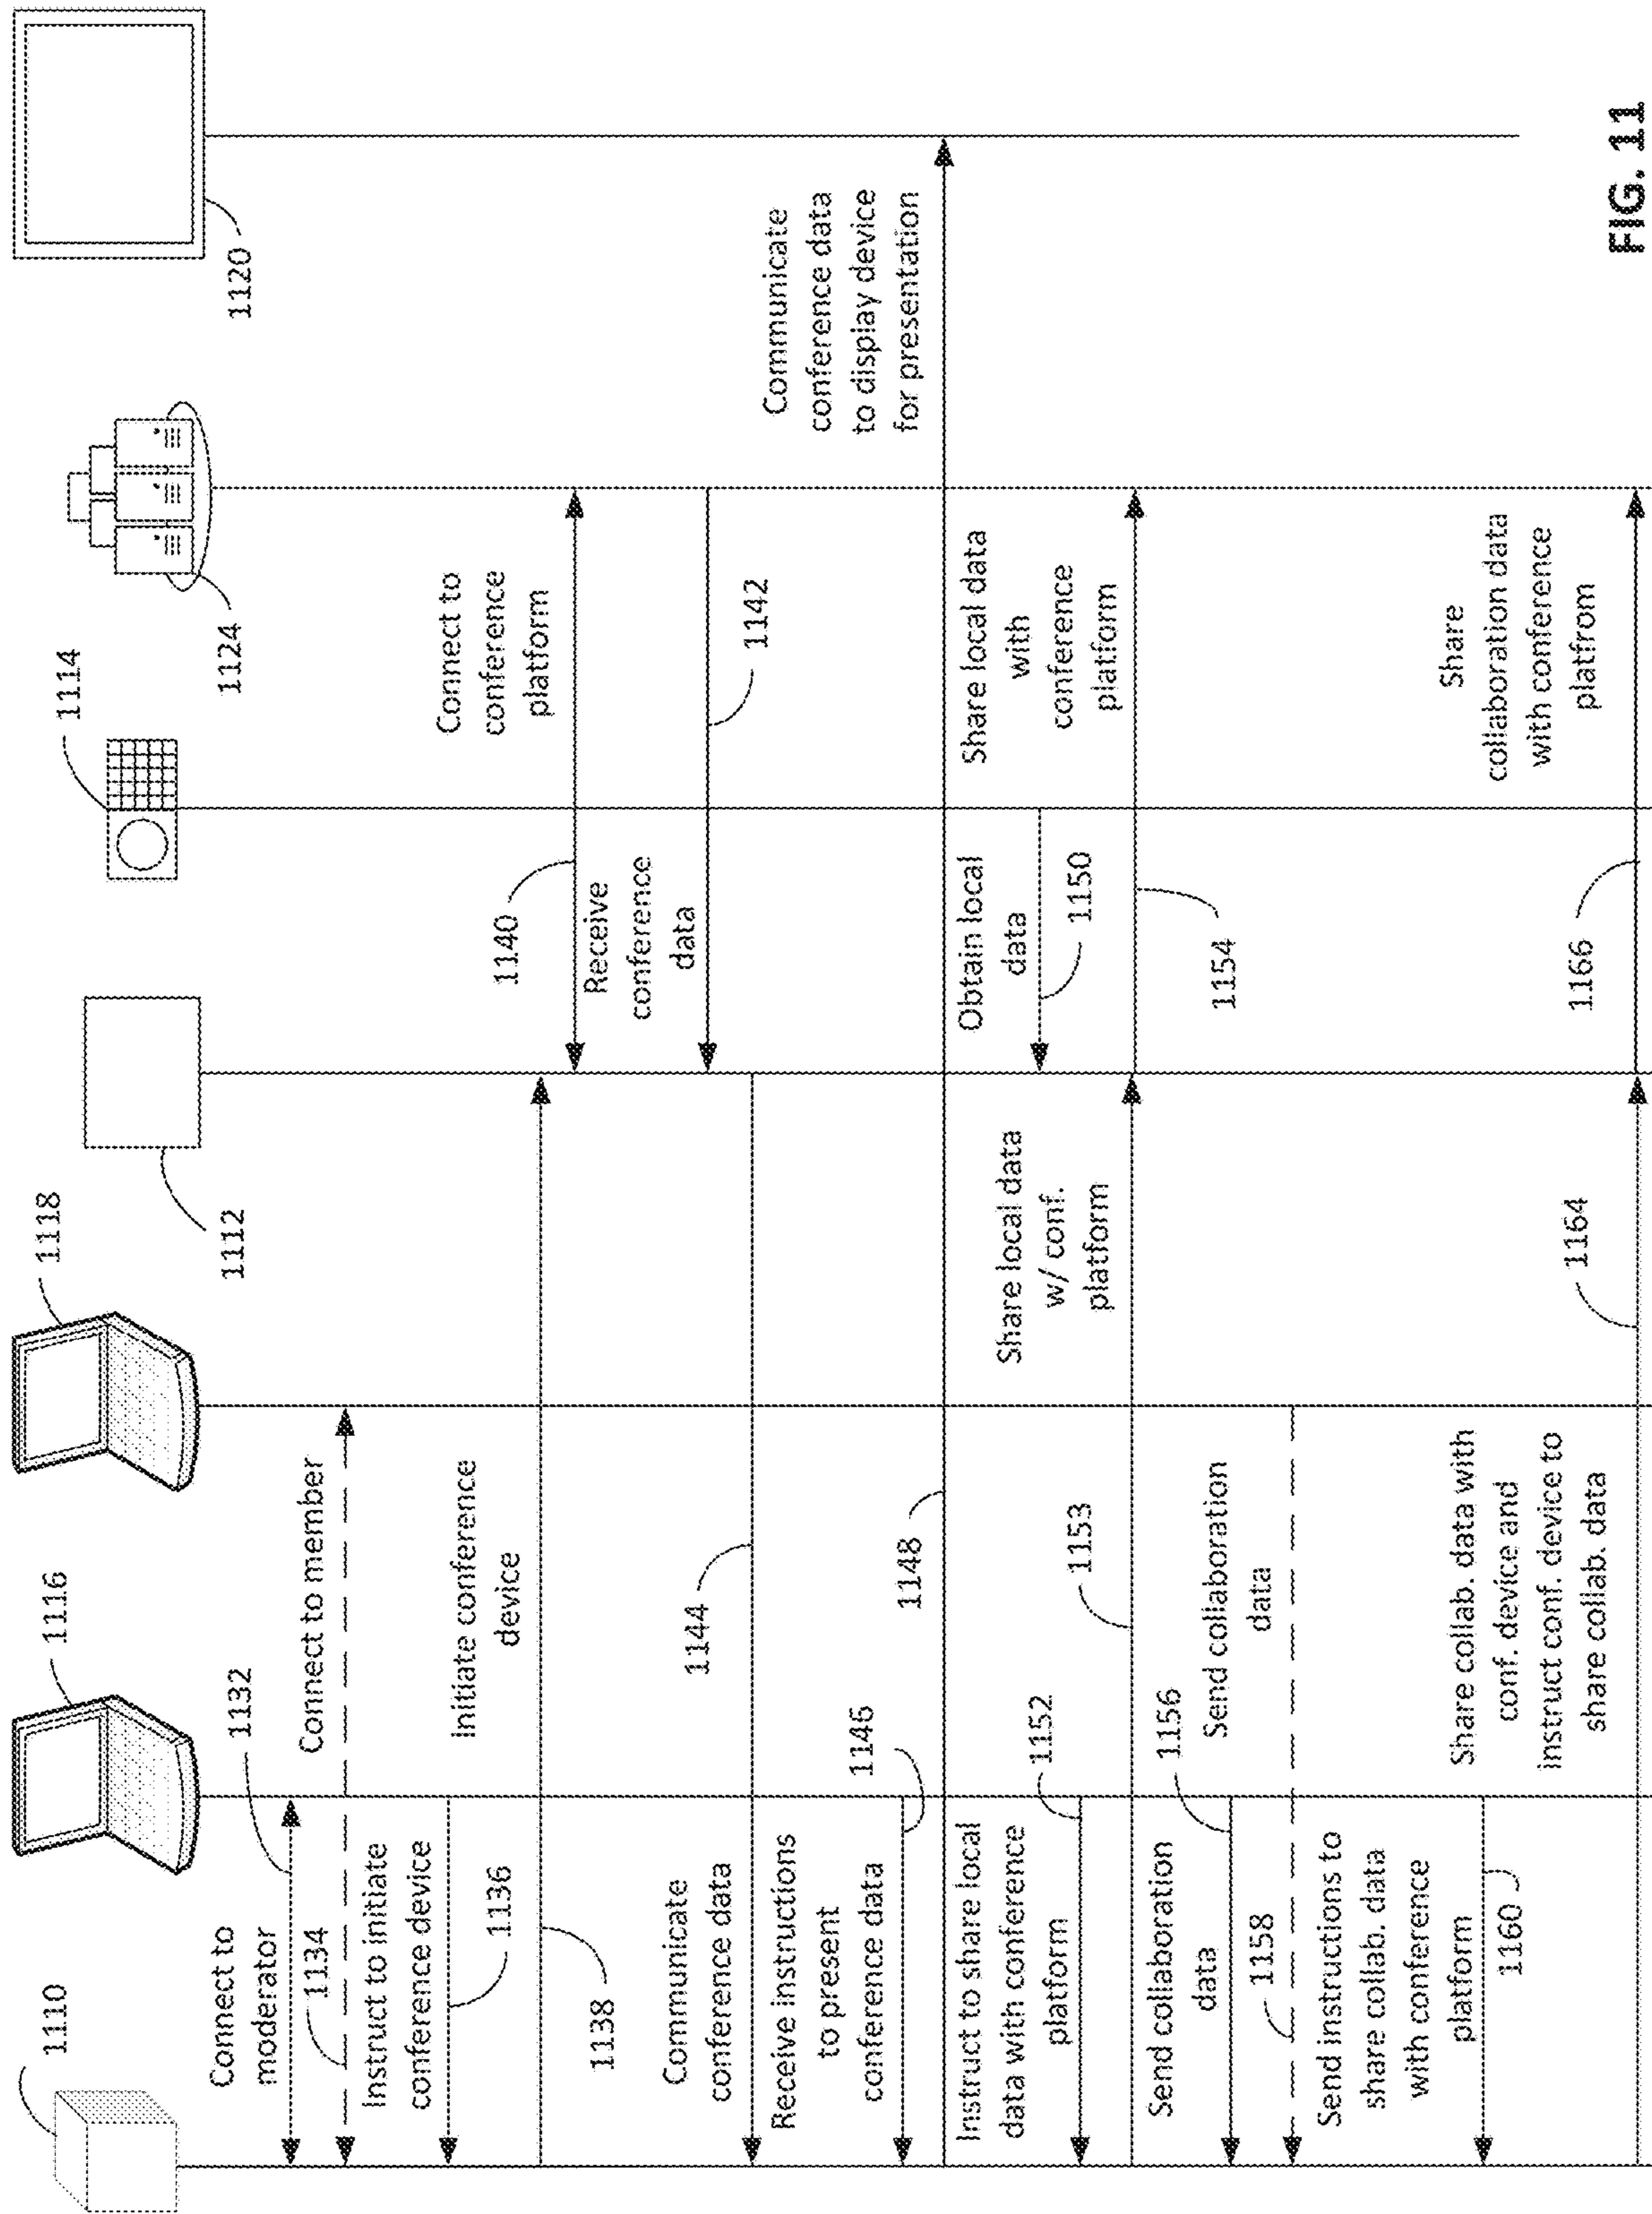 1110
1116
1118
1112
1114
1124
1120
Connect to
moderator
1132
1134
Connect to member
Instruct to initiate
conference device
1136
Initiate conference
device
1138
Connect to
conference
platform
1140
Receive
conference
data
1142
Communicate
conference data
1144
Receive instructions
to present
conference data
1146
Communicate
conference data
to display device
for presentation
1148
Obtain local
data
1150
Instruct to share local
data with conference
platform
1152
Share local data
w/ conf.
platform
1153
Share local data
with
conference
platform
1154
Send collaboration
data
1156
Send collaboration
data
1158
Send instructions to
share collab. data
with conference
platform
1160
Share collab. data with
conf. device and
instruct conf. device to
share collab. data
1164
Share
collaboration data
with conference
platfrom
1166
FIG. 11